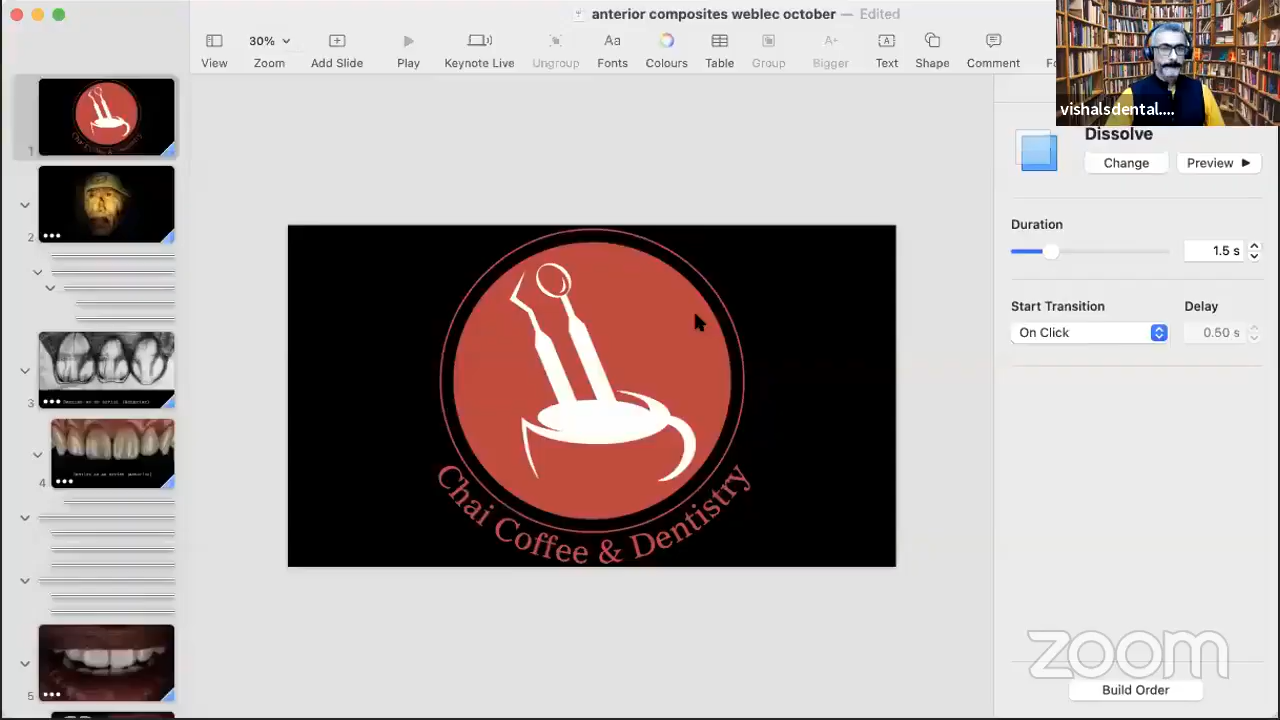 anterior composites weblec october — Edited
30%
View
Zoom
Add Slide
Play
Keynote Live
Ungroup
Fonts
Colours
Table
Group
Bigger
Text
Shape
Comment
vishalsdental....
Dissolve
Change
Preview
Duration
1.5 s
Start Transition
Delay
On Click
0.50 s
Build Order
1
2
3
4
5
Chai Coffee & Dentistry
zoom